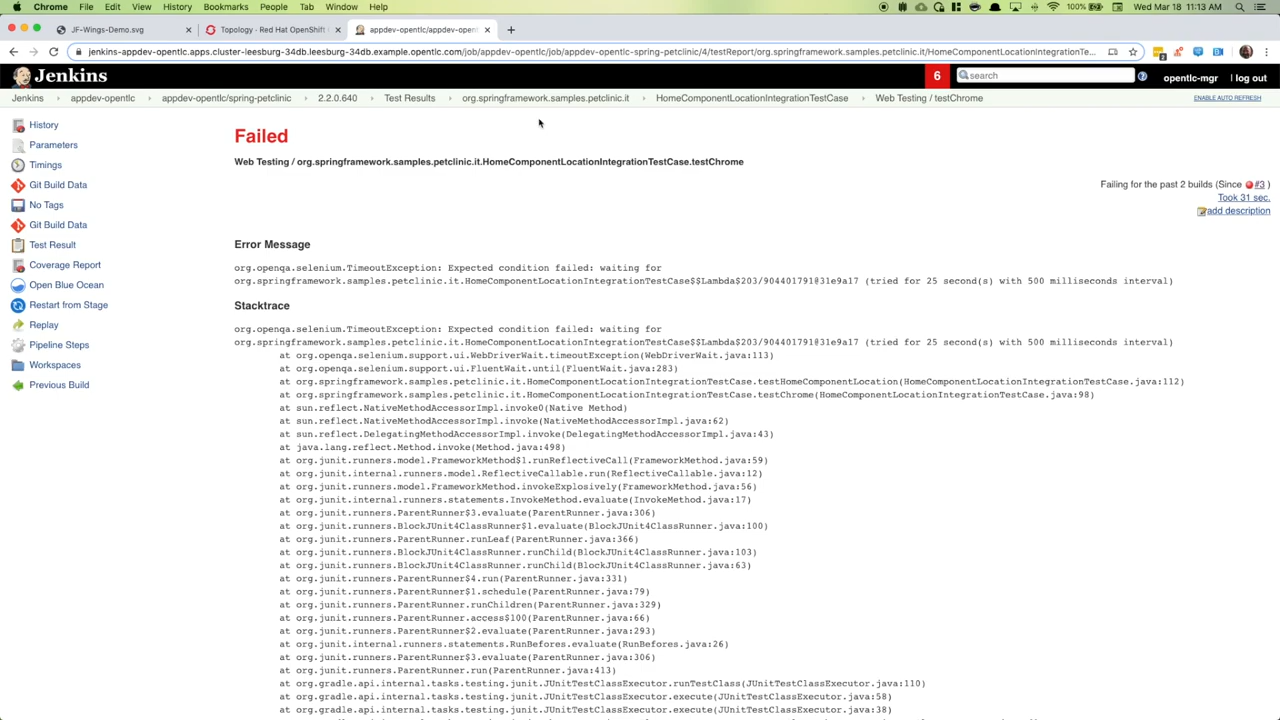 Chrome File Edit View History Bookmarks People Tab Window Help 100% Wed Mar 18 11:13 AM
JF-Wings-Demo.svg Topology · Red Hat OpenShift appdev-opentlc/appdev-opent
jenkins-appdev-opentlc.apps.cluster-leesburg-34db.leesburg-34db.example.opentlc.com/job/appdev-opentlc/job/appdev-opentlc-spring-petclinic/4/testReport/org.springframework.samples.petclinic.it/HomeComponentLocationIntegrationTe...
Jenkins 6 search opentlc-mgr | log out
Jenkins appdev-opentlc appdev-opentlc/spring-petclinic 2.2.0.640 Test Results org.springframework.samples.petclinic.it HomeComponentLocationIntegrationTestCase Web Testing / testChrome ENABLE AUTO REFRESH
History
Parameters
Timings
Git Build Data
No Tags
Git Build Data
Test Result
Coverage Report
Open Blue Ocean
Restart from Stage
Replay
Pipeline Steps
Workspaces
Previous Build
Failed
Web Testing / org.springframework.samples.petclinic.it.HomeComponentLocationIntegrationTestCase.testChrome
Failing for the past 2 builds (Since #3 )
Took 31 sec.
add description
Error Message
org.openqa.selenium.TimeoutException: Expected condition failed: waiting for
org.springframework.samples.petclinic.it.HomeComponentLocationIntegrationTestCase$$Lambda$203/904401791@31e9a17 (tried for 25 second(s) with 500 milliseconds interval)
Stacktrace
org.openqa.selenium.TimeoutException: Expected condition failed: waiting for
org.springframework.samples.petclinic.it.HomeComponentLocationIntegrationTestCase$$Lambda$203/904401791@31e9a17 (tried for 25 second(s) with 500 milliseconds interval)
at org.openqa.selenium.support.ui.WebDriverWait.timeoutException(WebDriverWait.java:113)
at org.openqa.selenium.support.ui.FluentWait.until(FluentWait.java:283)
at org.springframework.samples.petclinic.it.HomeComponentLocationIntegrationTestCase.testHomeComponentLocation(HomeComponentLocationIntegrationTestCase.java:112)
at org.springframework.samples.petclinic.it.HomeComponentLocationIntegrationTestCase.testChrome(HomeComponentLocationIntegrationTestCase.java:98)
at sun.reflect.NativeMethodAccessorImpl.invoke0(Native Method)
at sun.reflect.NativeMethodAccessorImpl.invoke(NativeMethodAccessorImpl.java:62)
at sun.reflect.DelegatingMethodAccessorImpl.invoke(DelegatingMethodAccessorImpl.java:43)
at java.lang.reflect.Method.invoke(Method.java:498)
at org.junit.runners.model.FrameworkMethod$1.runReflectiveCall(FrameworkMethod.java:59)
at org.junit.internal.runners.model.ReflectiveCallable.run(ReflectiveCallable.java:12)
at org.junit.runners.model.FrameworkMethod.invokeExplosively(FrameworkMethod.java:56)
at org.junit.internal.runners.statements.InvokeMethod.evaluate(InvokeMethod.java:17)
at org.junit.runners.ParentRunner$3.evaluate(ParentRunner.java:306)
at org.junit.runners.BlockJUnit4ClassRunner$1.evaluate(BlockJUnit4ClassRunner.java:100)
at org.junit.runners.ParentRunner.runLeaf(ParentRunner.java:366)
at org.junit.runners.BlockJUnit4ClassRunner.runChild(BlockJUnit4ClassRunner.java:103)
at org.junit.runners.BlockJUnit4ClassRunner.runChild(BlockJUnit4ClassRunner.java:63)
at org.junit.runners.ParentRunner$4.run(ParentRunner.java:331)
at org.junit.runners.ParentRunner$1.schedule(ParentRunner.java:79)
at org.junit.runners.ParentRunner.runChildren(ParentRunner.java:329)
at org.junit.runners.ParentRunner.access$100(ParentRunner.java:66)
at org.junit.runners.ParentRunner$2.evaluate(ParentRunner.java:293)
at org.junit.internal.runners.statements.RunBefores.evaluate(RunBefores.java:26)
at org.junit.runners.ParentRunner$3.evaluate(ParentRunner.java:306)
at org.junit.runners.ParentRunner.run(ParentRunner.java:413)
at org.gradle.api.internal.tasks.testing.junit.JUnitTestClassExecutor.runTestClass(JUnitTestClassExecutor.java:110)
at org.gradle.api.internal.tasks.testing.junit.JUnitTestClassExecutor.execute(JUnitTestClassExecutor.java:58)
at org.gradle.api.internal.tasks.testing.junit.JUnitTestClassExecutor.execute(JUnitTestClassExecutor.java:38)